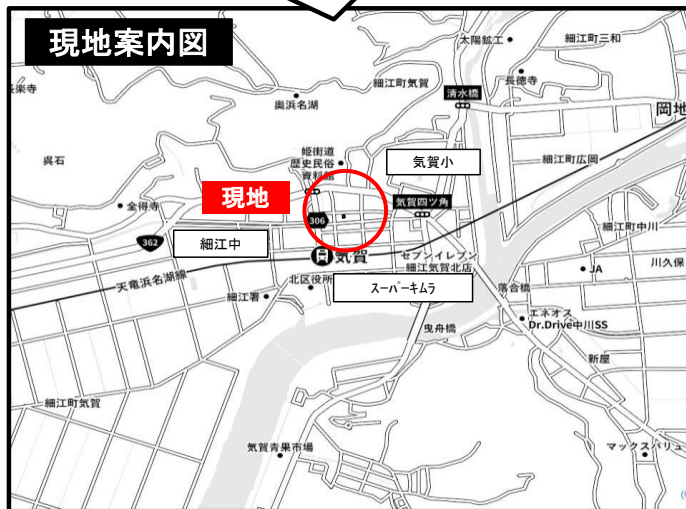 現地案内図
太陽鉱工
細江町三和
細江町気賀
長徳寺
長楽寺
奥浜名湖
清水橋
岡地
姫街道
歴史民俗
資料館
気賀小
細江町広岡
呉石
現地
全得寺
306
気賀四ツ角
362
細江中
気賀
セブンイレブン
細江気賀北店
細江町中川
天竜浜名湖線
北区役所
スーパーキムラ
JA
川久保
細江署
落合橋
エネオス
Dr.Drive中川SS
曳舟橋
新屋
細江町気賀
気賀青果市場
マックスバリュ